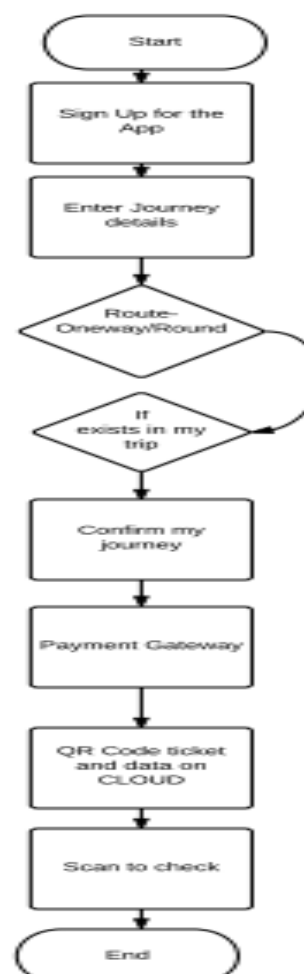 Start
Sign Up for the
App
Enter Journey
details
Route-
Oneway/Round
If
exists in my
trip
Confirm my
journey
Payment Gateway
QR Code ticket
and data on
CLOUD
Scan to check
End